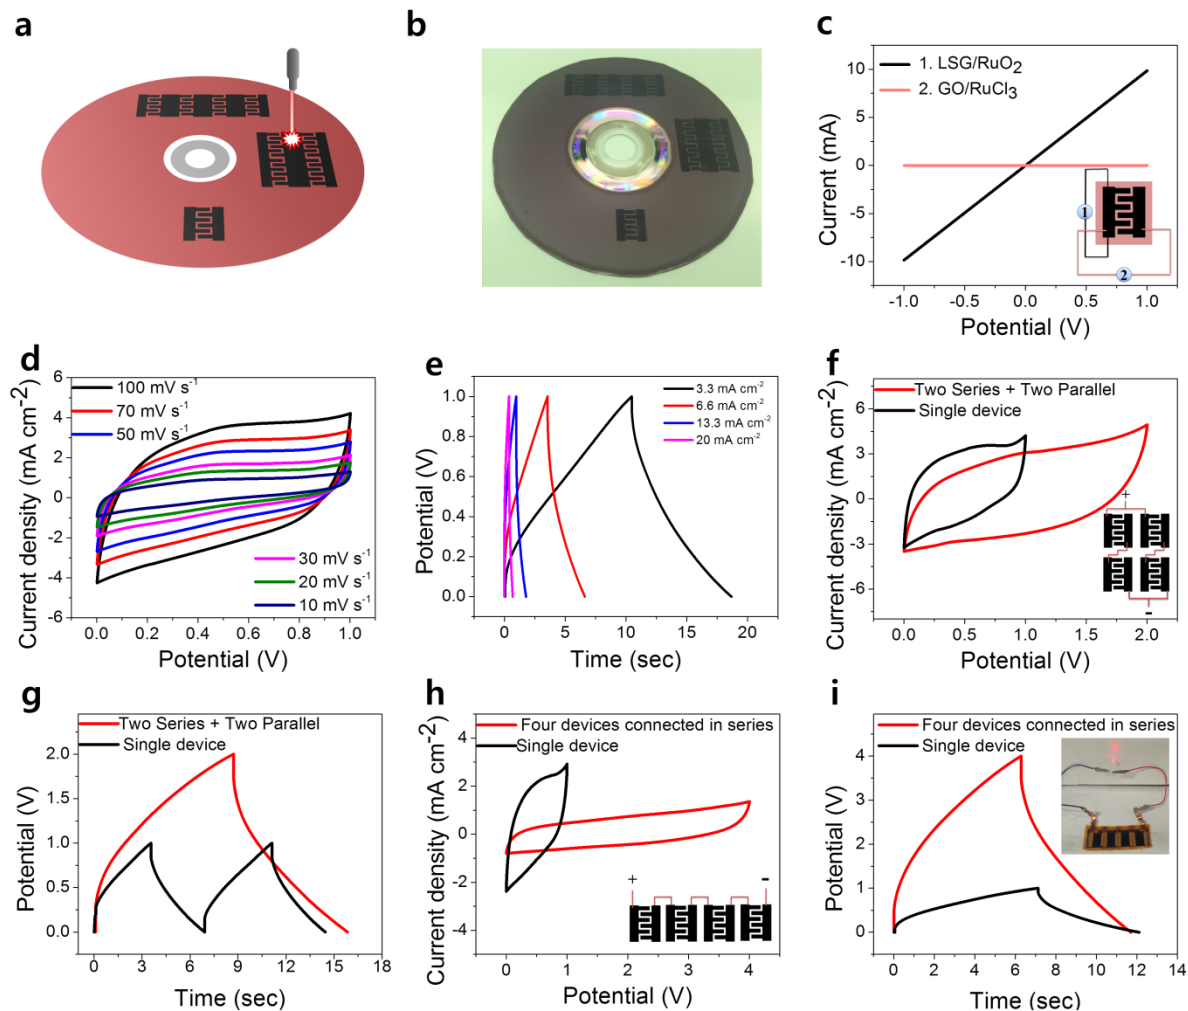 a
b
c
1. LSG/RuO2
2. GO/RuCl3
Current (mA)
10
5
0
-5
-10
-1.0 -0.5 0.0 0.5 1.0
Potential (V)
1
2
d
100 mV s-1
70 mV s-1
50 mV s-1
30 mV s-1
20 mV s-1
10 mV s-1
Current density (mA cm-2)
6
4
2
0
-2
-4
-6
0.0 0.2 0.4 0.6 0.8 1.0
Potential (V)
e
3.3 mA cm-2
6.6 mA cm-2
13.3 mA cm-2
20 mA cm-2
Potential (V)
1.0
0.8
0.6
0.4
0.2
0.0
0 5 10 15 20
Time (sec)
f
Two Series + Two Parallel
Single device
Current density (mA cm-2)
6
3
0
-3
-6
0.0 0.5 1.0 1.5 2.0
Potential (V)
+
-
g
Two Series + Two Parallel
Single device
Potential (V)
2.0
1.5
1.0
0.5
0.0
0 3 6 9 12 15 18
Time (sec)
h
Four devices connected in series
Single device
Current density (mA cm-2)
4
2
0
-2
-4
0 1 2 3 4
Potential (V)
+ -
i
Four devices connected in series
Single device
Potential (V)
4
3
2
1
0
0 2 4 6 8 10 12 14
Time (sec)